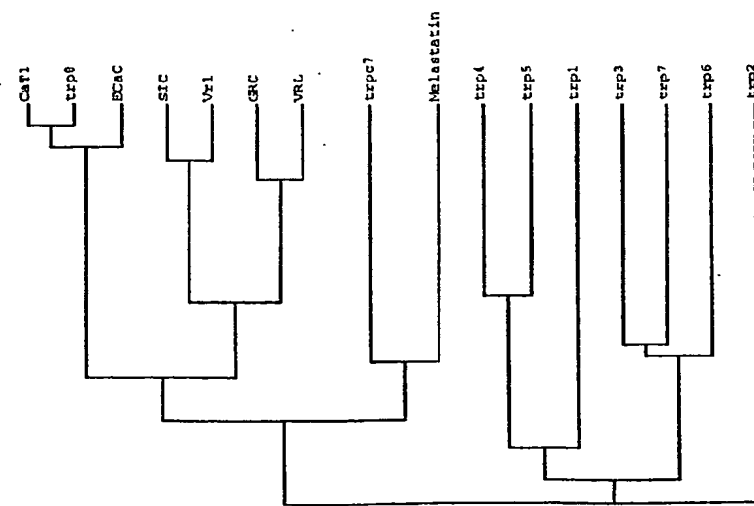 CaT1
trp8
ECaC
SIC
Vr1
GRC
VRL
trpc7
Melastatin
trp4
trp5
trp1
trp3
trp7
trp6
trp2